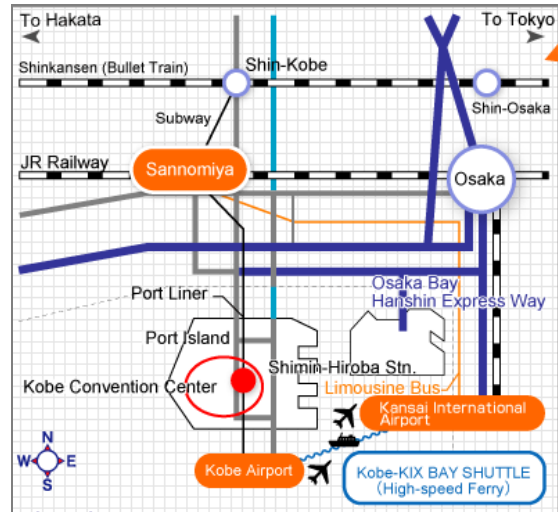 To Hakata
To Tokyo
Shinkansen (Bullet Train)
Shin-Kobe
Shin-Osaka
Subway
JR Railway
Sannomiya
Osaka
Osaka Bay
Hanshin Express Way
Port Liner
Port Island
Shimin-Hiroba Stn.
Kobe Convention Center
Limousine Bus
Kansai International
Airport
N
W
E
S
Kobe Airport
Kobe-KIX BAY SHUTTLE
(High-speed Ferry)